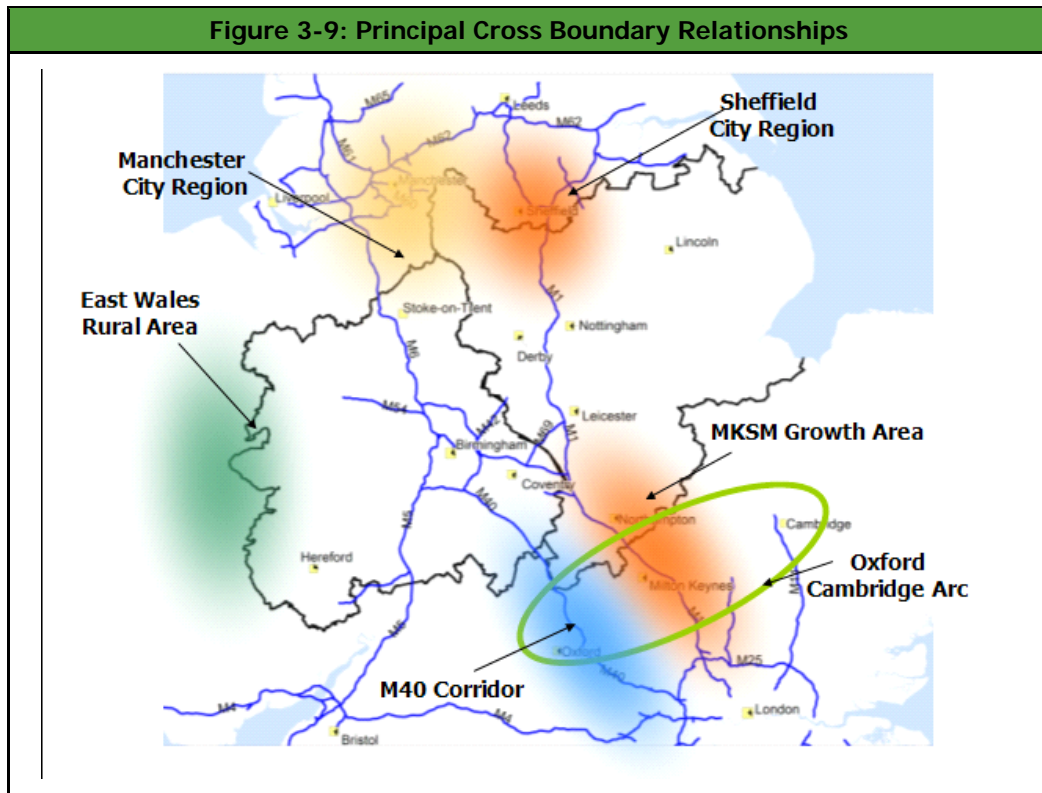 Figure 3-9: Principal Cross Boundary Relationships
Sheffield
City Region
Manchester
City Region
East Wales
Rural Area
MKSM Growth Area
Oxford
Cambridge Arc
M40 Corridor
M65
Leeds
M62
M61
M62
Manchester
Liverpool
Sheffield
Lincoln
M1
Stoke-on-Trent
Nottingham
M6
Derby
M54
M42
Leicester
M69
M1
Birmingham
Coventry
M40
M5
Northampton
Cambridge
Hereford
Milton Keynes
M1
M11
M5
Oxford
M40
M25
M4
M4
London
Bristol